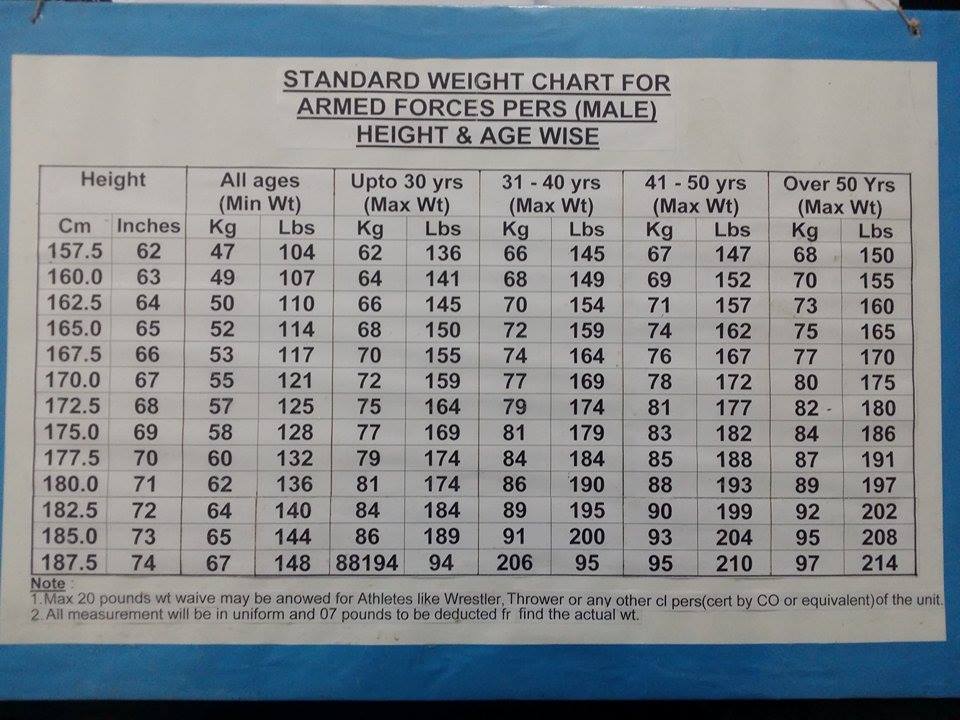 STANDARD WEIGHT CHART FOR
ARMED FORCES PERS (MALE)
HEIGHT & AGE WISE
Height All ages Upto 30 yrs 31 - 40 yrs 41 - 50 yrs Over 50 Yrs
(Min Wt) (Max Wt) (Max Wt) (Max Wt) (Max Wt)
Cm Inches Kg Lbs Kg Lbs Kg Lbs Kg Lbs Kg Lbs
157.5 62 47 104 62 136 66 145 67 147 68 150
160.0 63 49 107 64 141 68 149 69 152 70 155
162.5 64 50 110 66 145 70 154 71 157 73 160
165.0 65 52 114 68 150 72 159 74 162 75 165
167.5 66 53 117 70 155 74 164 76 167 77 170
170.0 67 55 121 72 159 77 169 78 172 80 175
172.5 68 57 125 75 164 79 174 81 177 82 180
175.0 69 58 128 77 169 81 179 83 182 84 186
177.5 70 60 132 79 174 84 184 85 188 87 191
180.0 71 62 136 81 174 86 190 88 193 89 197
182.5 72 64 140 84 184 89 195 90 199 92 202
185.0 73 65 144 86 189 91 200 93 204 95 208
187.5 74 67 148 88194 94 206 95 95 210 97 214
Note :
1.Max 20 pounds wt waive may be anowed for Athletes like Wrestler, Thrower or any other cl pers(cert by CO or equivalent)of the unit.
2. All measurement will be in uniform and 07 pounds to be deducted fr find the actual wt.